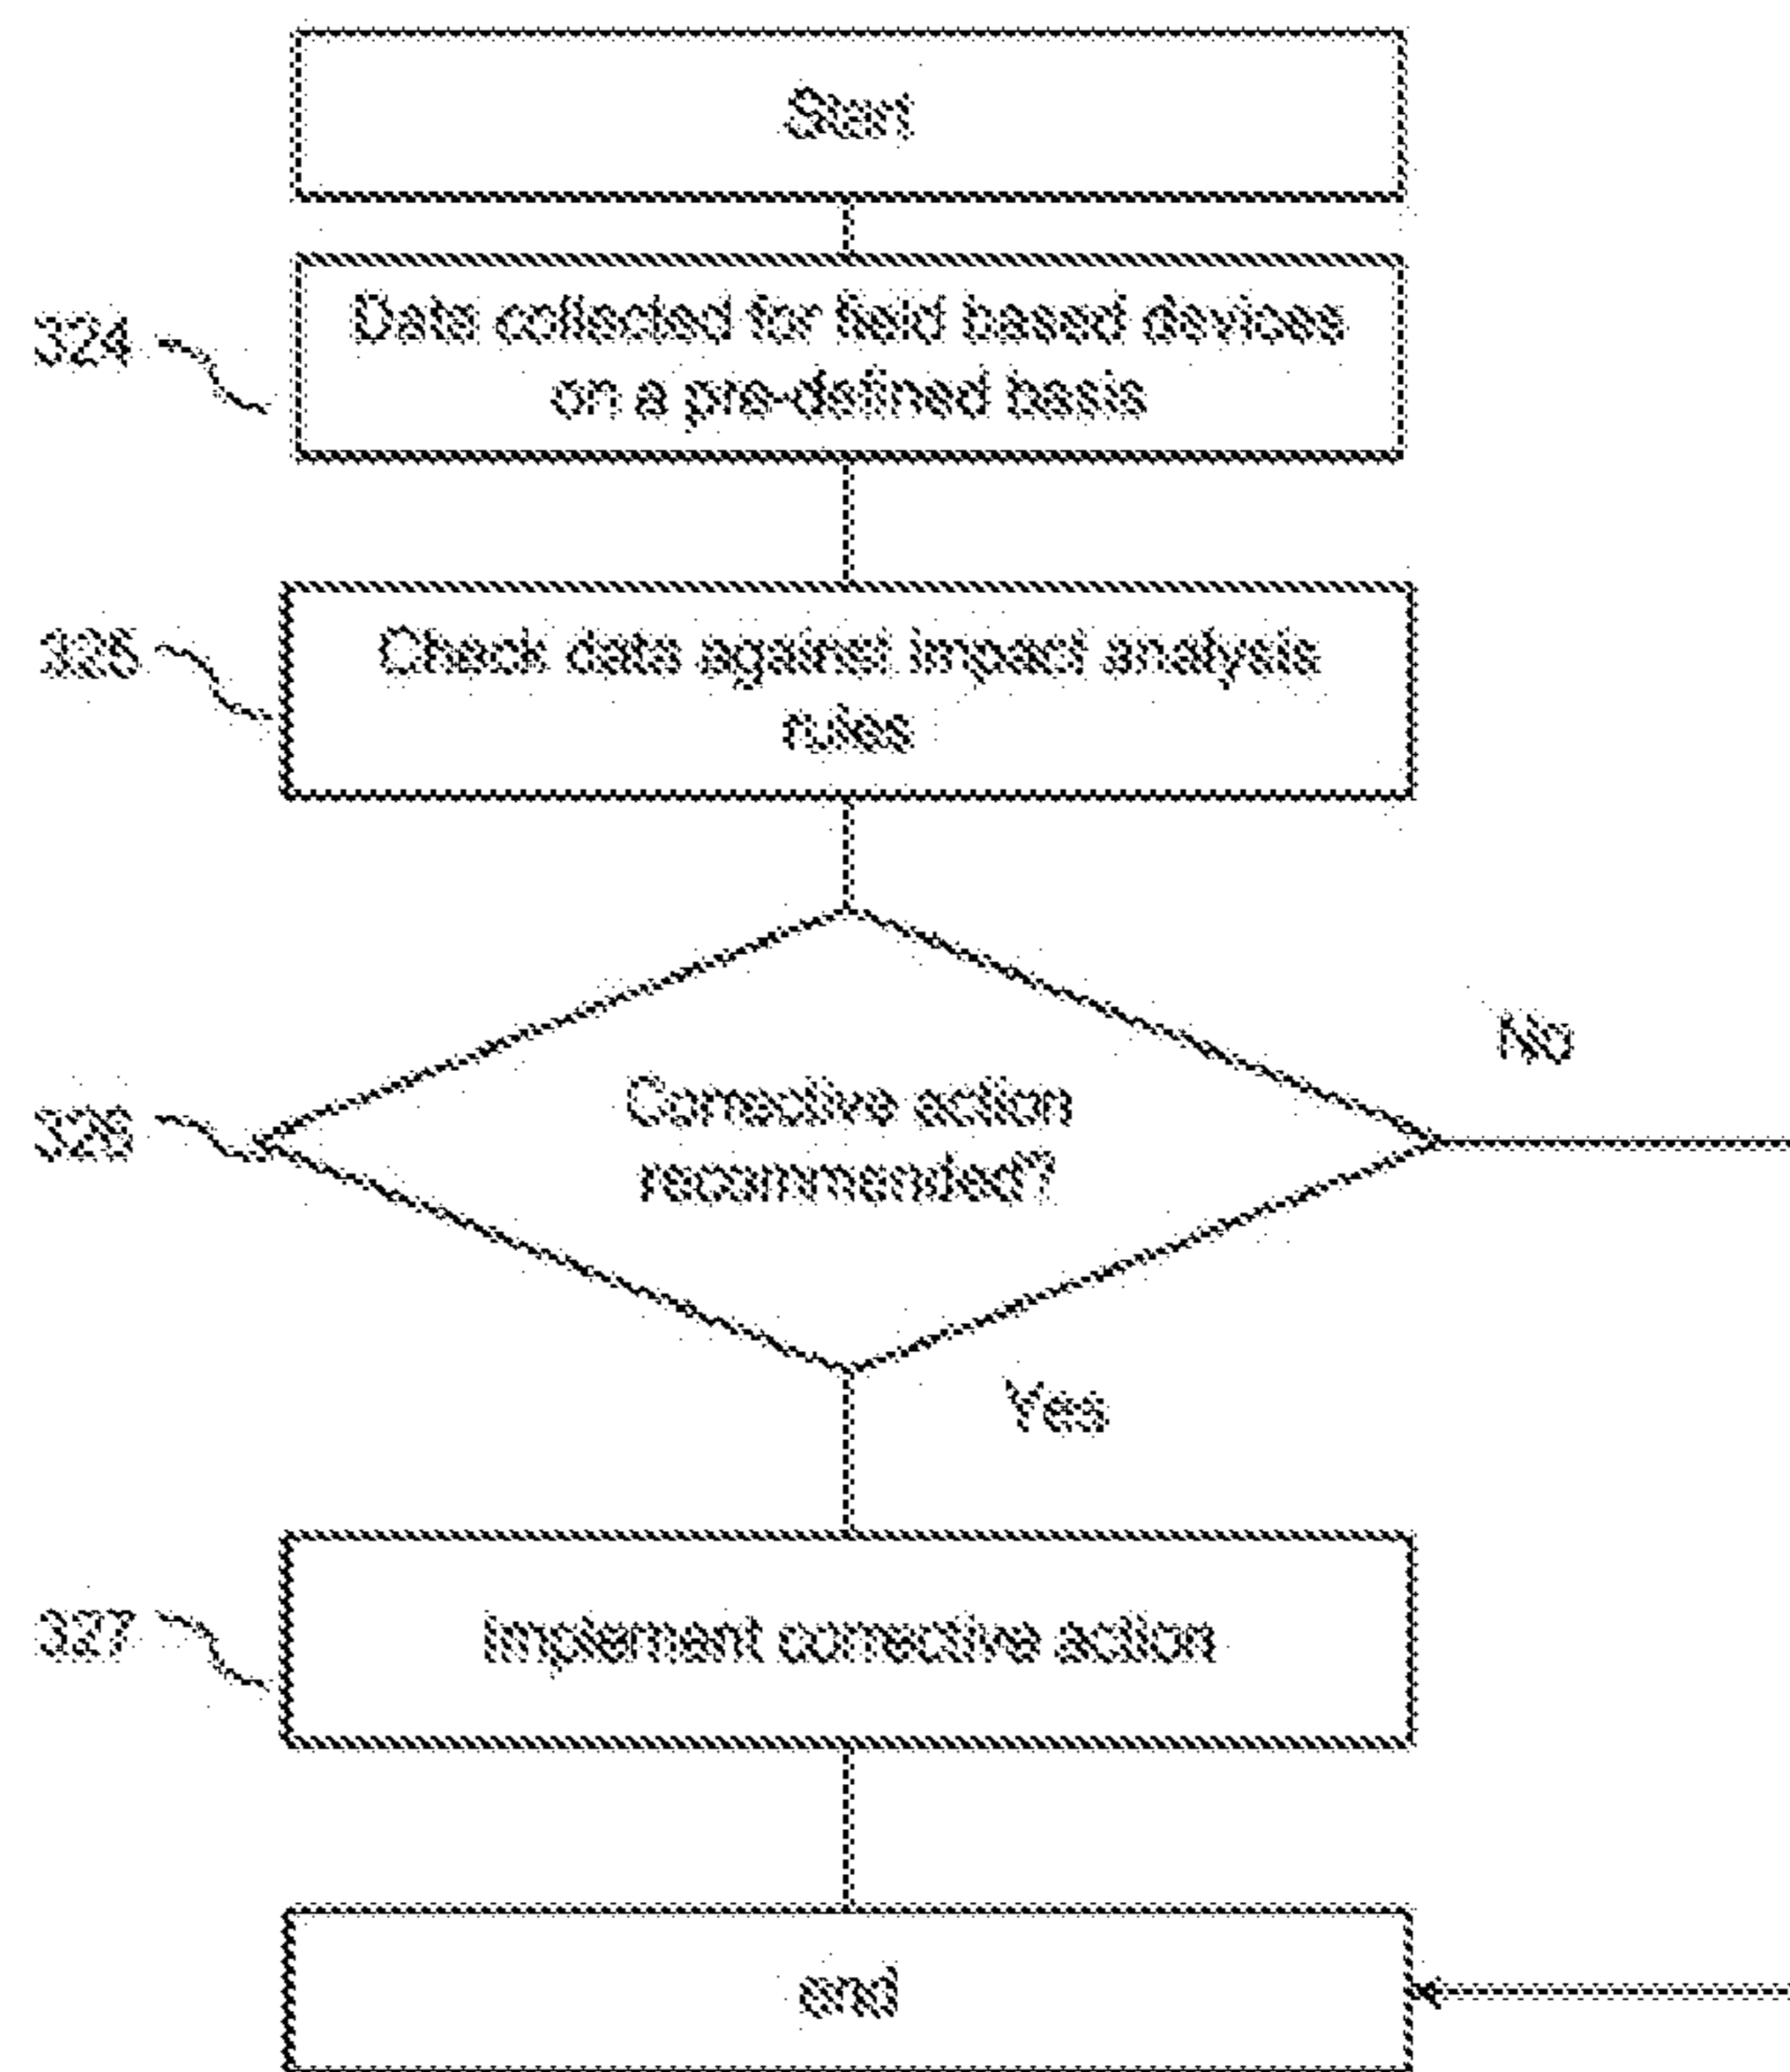 Start
324
Data collected for field based devices
on a pre-defined basis
325
Check data against impact analysis
rules
No
326
Corrective action
recommended?
Yes
327
Implement corrective action
end